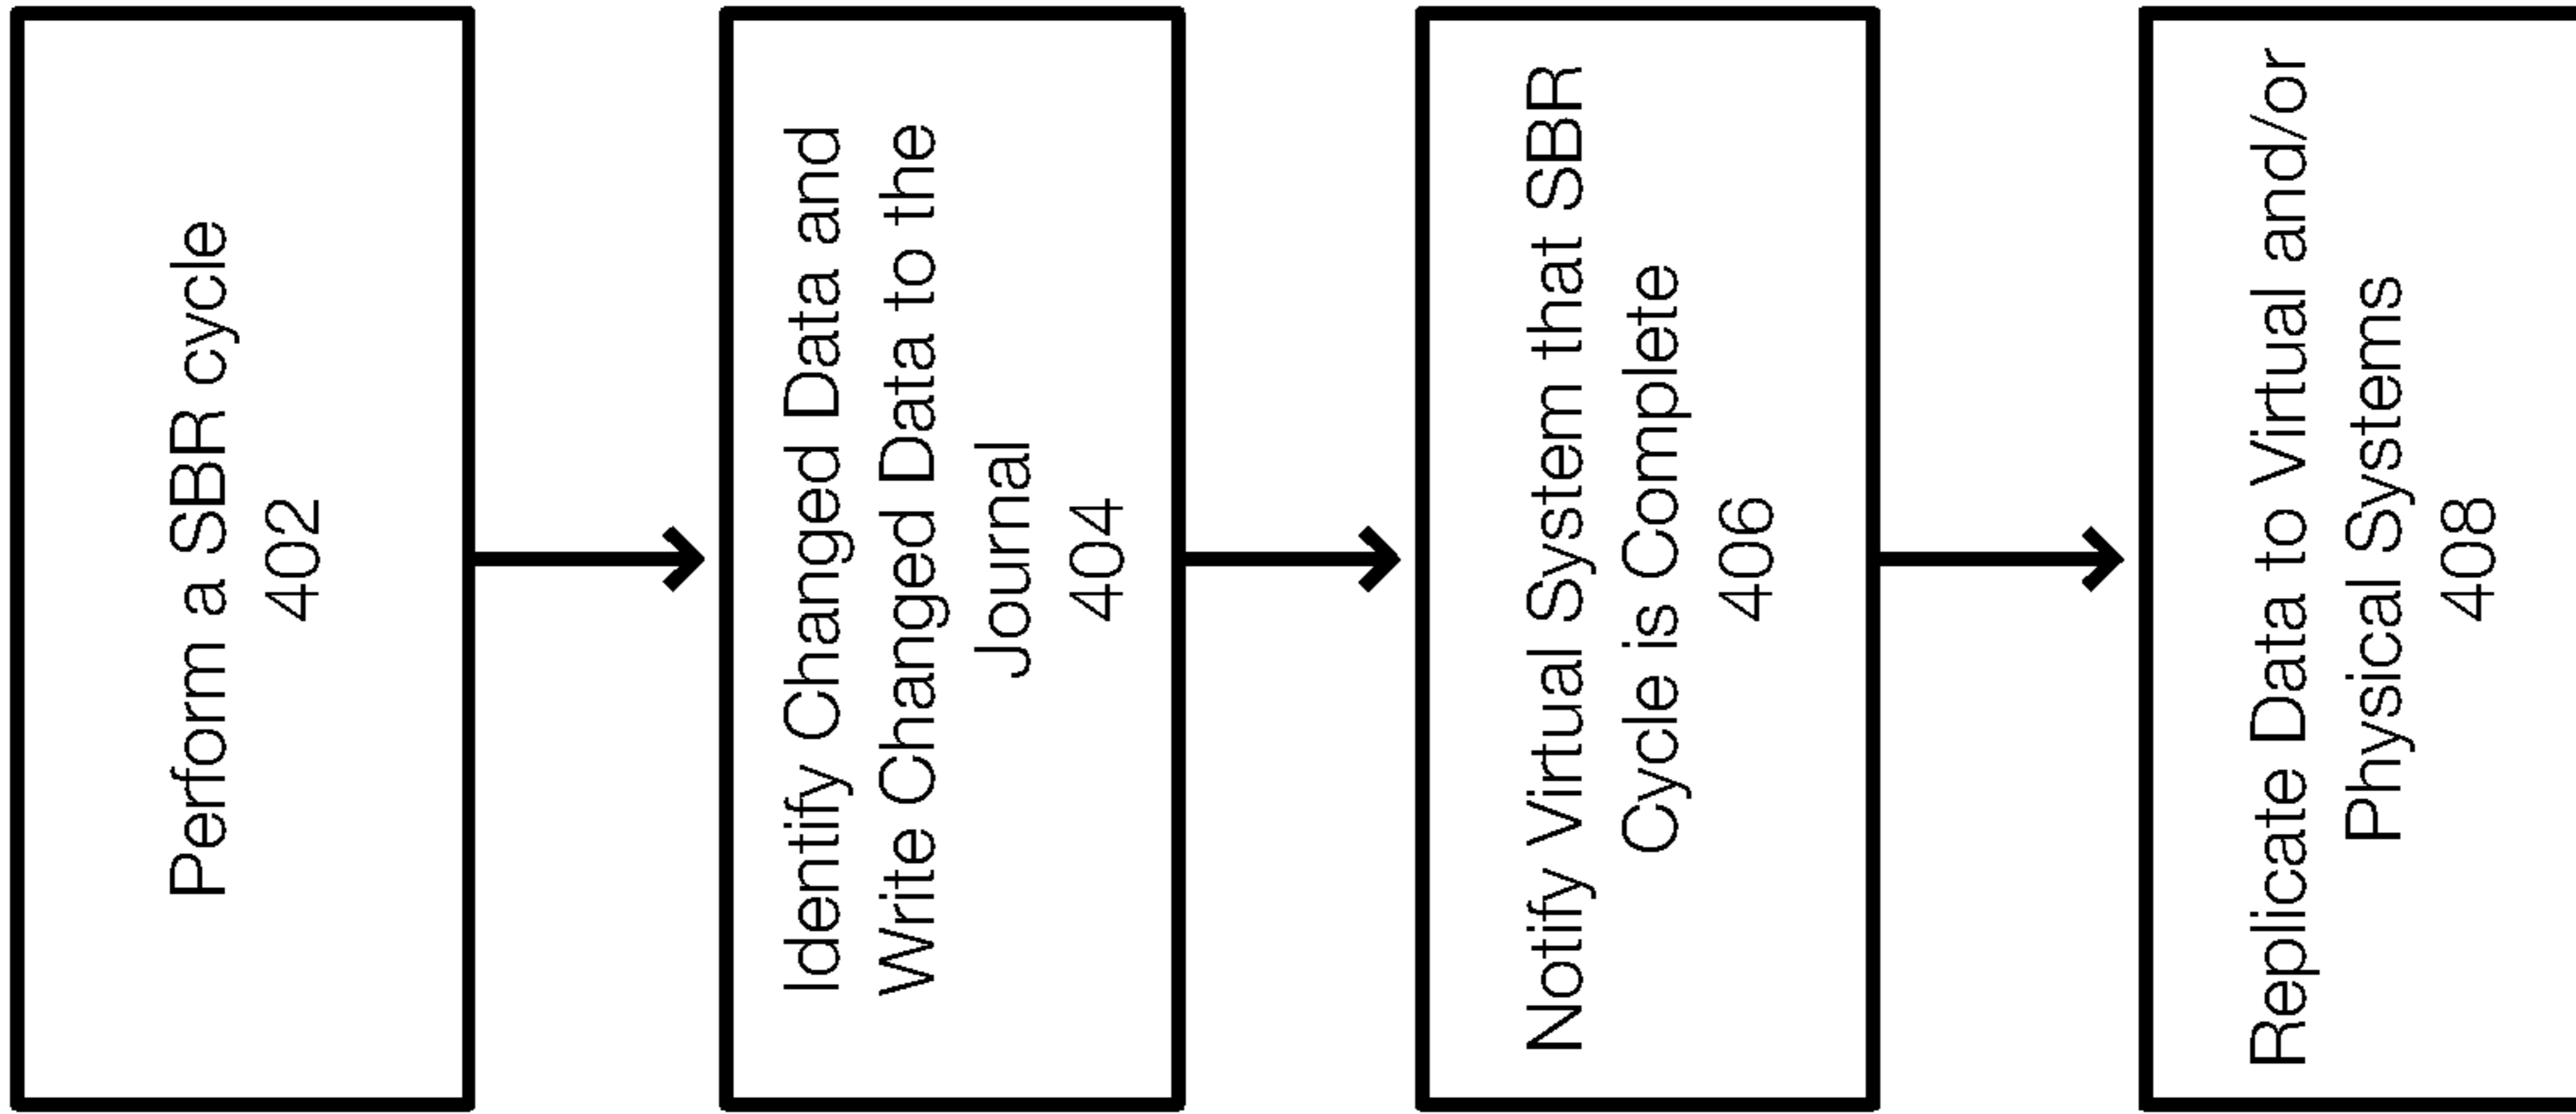 Perform a SBR cycle
402
Identify Changed Data and
Write Changed Data to the
Journal
404
Notify Virtual System that SBR
Cycle is Complete
406
Replicate Data to Virtual and/or
Physical Systems
408